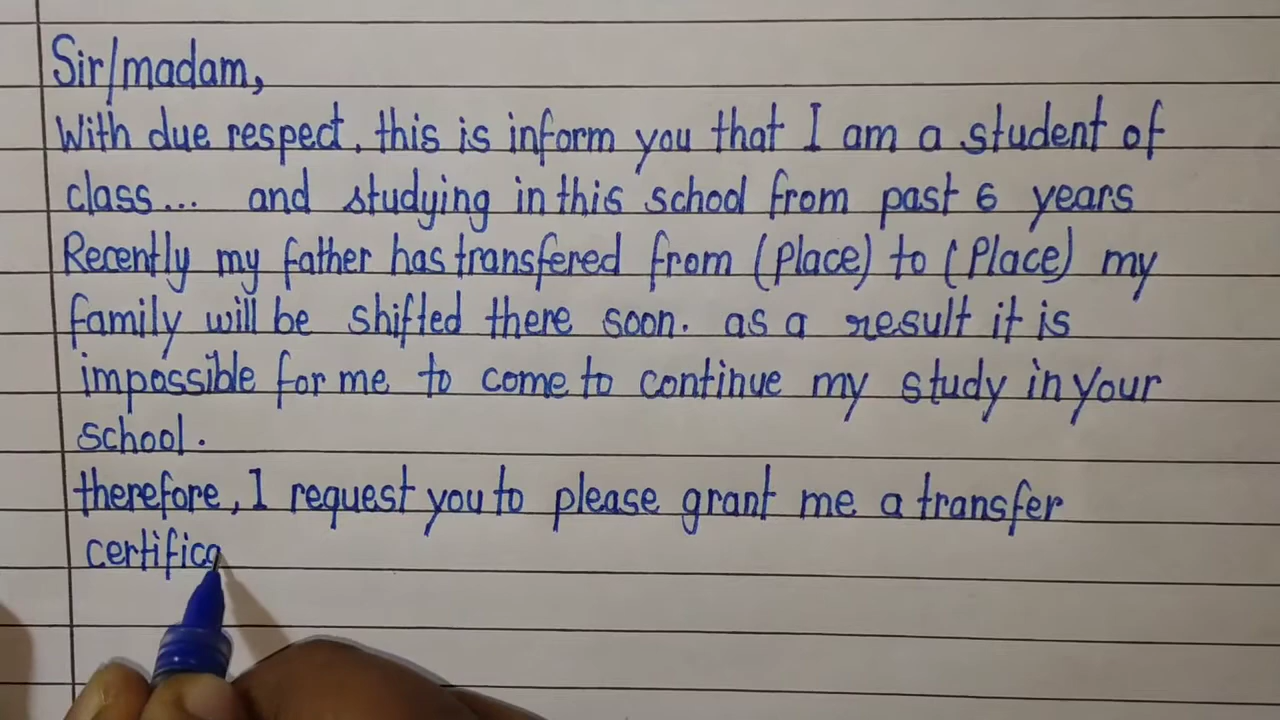 Sir/madam,
With due respect, this is inform you that I am a student of
class... and studying in this school from past 6 years
Recently my father has transfered from (Place) to (Place) my
family will be shifted there soon. as a result it is
impossible for me to come to continue my study in your
school.
therefore, I request you to please grant me a transfer
certifica